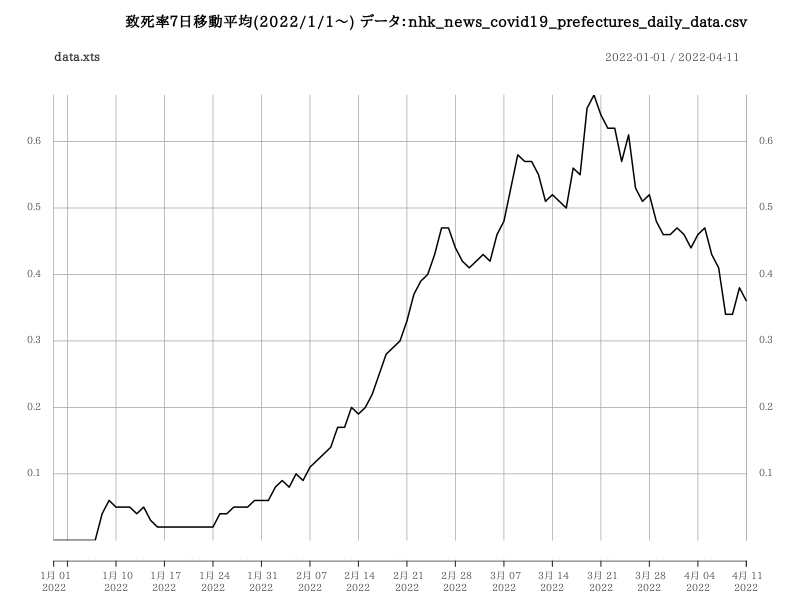 致死率7日移動平均(2022/1/1〜) データ:nhk_news_covid19_prefectures_daily_data.csv
data.xts 2022-01-01 / 2022-04-11
0.6 0.6
0.5 0.5
0.4 0.4
0.3 0.3
0.2 0.2
0.1 0.1
1月 01 1月 10 1月 17 1月 24 1月 31 2月 07 2月 14 2月 21 2月 28 3月 07 3月 14 3月 21 3月 28 4月 04 4月 11
2022 2022 2022 2022 2022 2022 2022 2022 2022 2022 2022 2022 2022 2022 2022